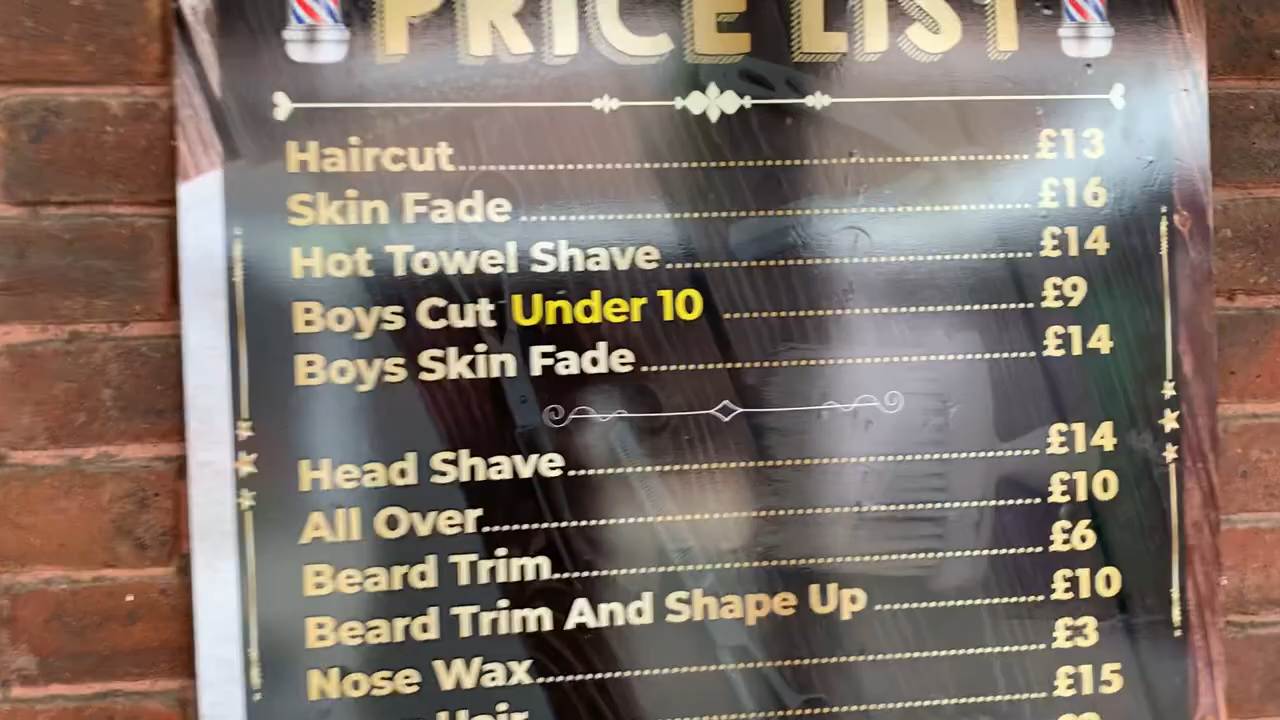 PRICE LIST
Haircut........................................................ £13
Skin Fade.................................................. £16
Hot Towel Shave..................................... £14
Boys Cut Under 10 ............................... £9
Boys Skin Fade........................................ £14
Head Shave............................................... £14
All Over........................................................ £10
Beard Trim................................................. £6
Beard Trim And Shape Up ................. £10
Nose Wax................................................... £3
Hair................................................... £15